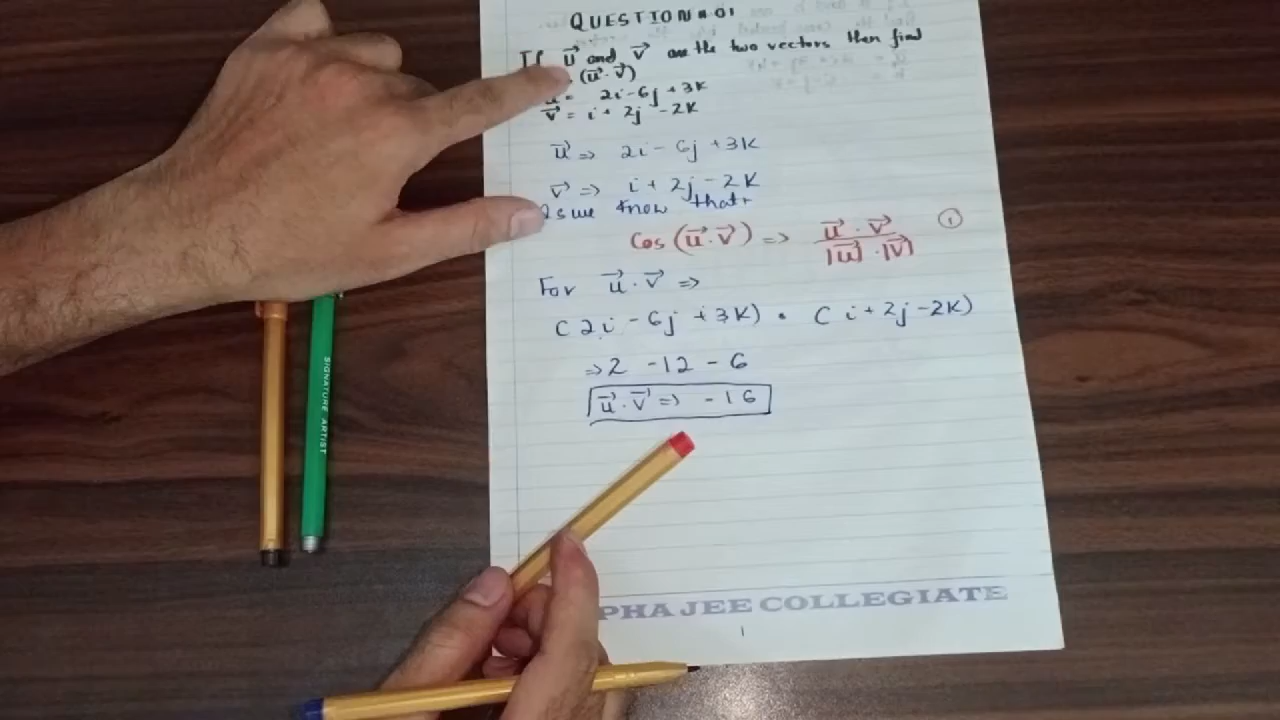 QUESTION # 01
If u⃗ and v⃗ are the two vectors then find
(u⃗ · v⃗)
u⃗ = 2i - 6j + 3K
v⃗ = i + 2j - 2K
u⃗ ⇒ 2i - 6j + 3K
v⃗ ⇒ i + 2j - 2K
As we know that
Cos (u⃗ · v⃗) ⇒ u⃗ · v⃗ / |u⃗| · |v⃗| ①
For u⃗ · v⃗ ⇒
(2i - 6j + 3K) • (i + 2j - 2K)
⇒ 2 - 12 - 6
u⃗ · v⃗ ⇒ -16
PHA JEE COLLEGIATE
1
SIGNATURE ARTIST